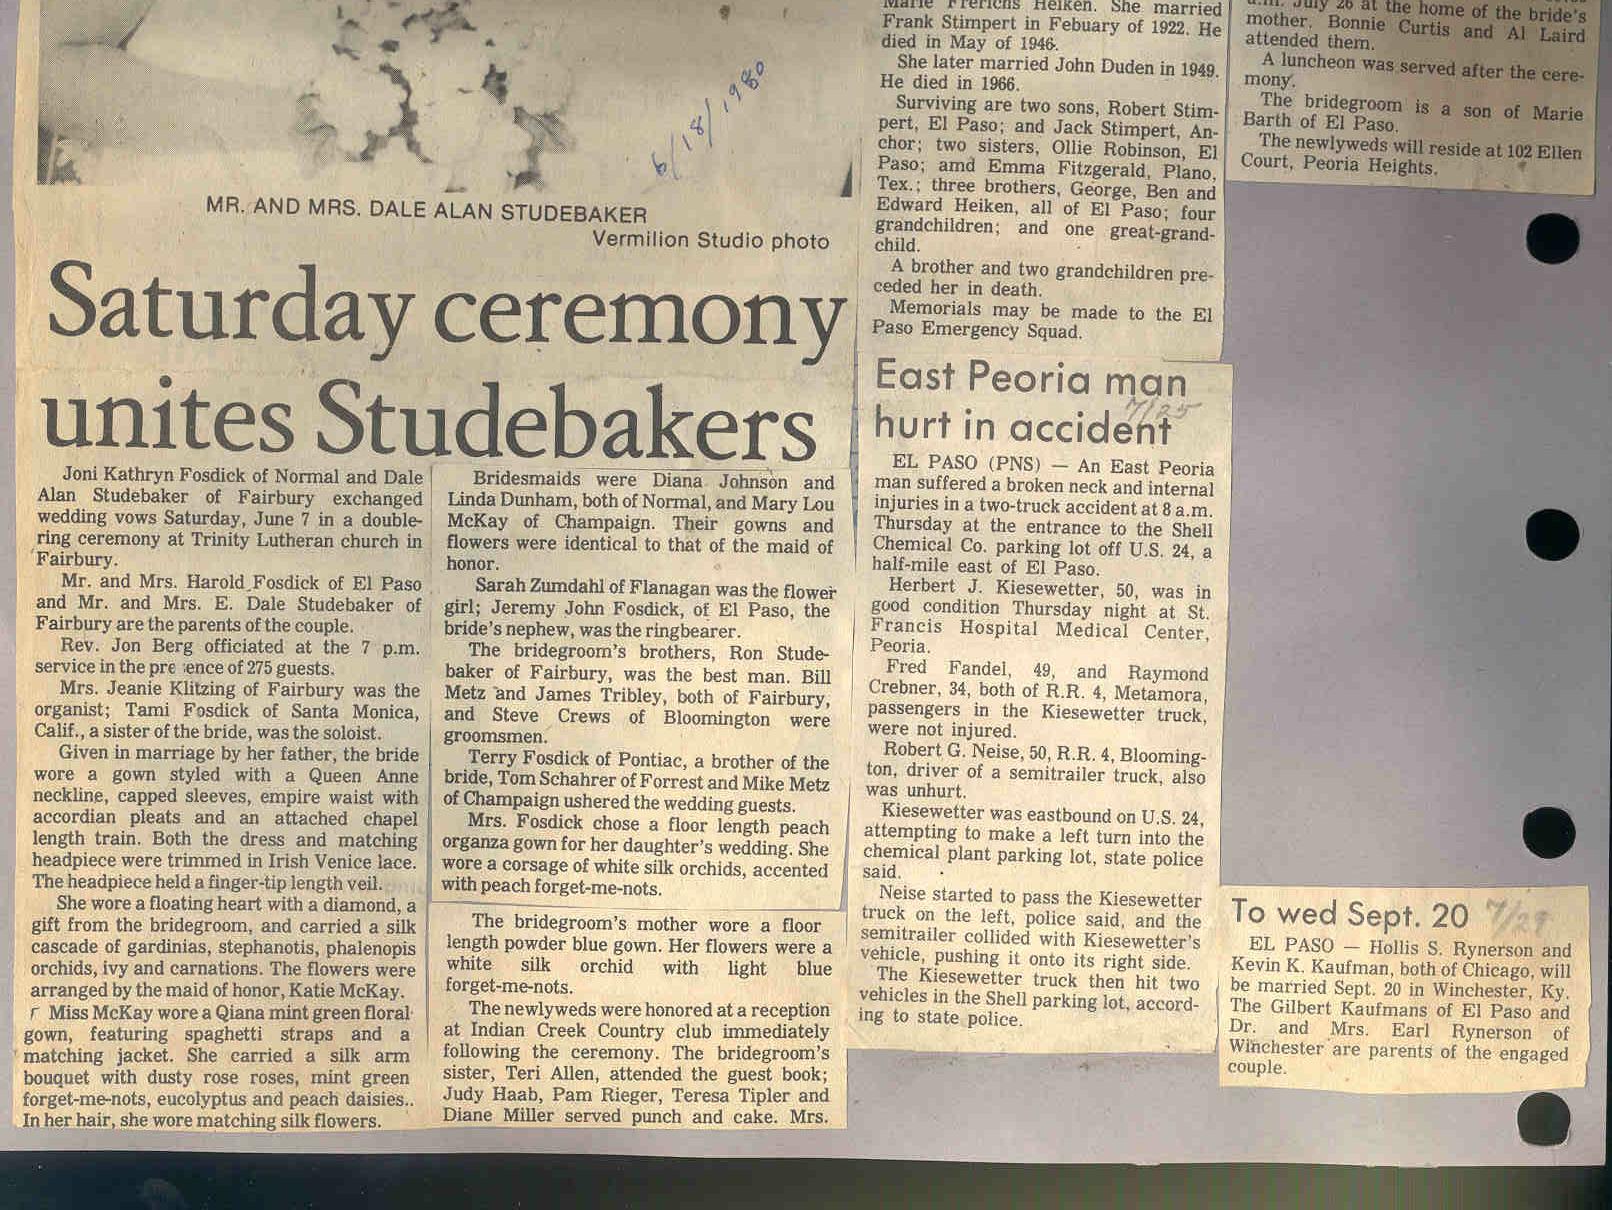 6/18/1980
MR. AND MRS. DALE ALAN STUDEBAKER
Vermilion Studio photo
Saturday ceremony
unites Studebakers
Joni Kathryn Fosdick of Normal and Dale
Alan Studebaker of Fairbury exchanged
wedding vows Saturday, June 7 in a double-
ring ceremony at Trinity Lutheran church in
Fairbury.
Mr. and Mrs. Harold Fosdick of El Paso
and Mr. and Mrs. E. Dale Studebaker of
Fairbury are the parents of the couple.
Rev. Jon Berg officiated at the 7 p.m.
service in the pre ence of 275 guests.
Mrs. Jeanie Klitzing of Fairbury was the
organist; Tami Fosdick of Santa Monica,
Calif., a sister of the bride, was the soloist.
Given in marriage by her father, the bride
wore a gown styled with a Queen Anne
neckline, capped sleeves, empire waist with
accordian pleats and an attached chapel
length train. Both the dress and matching
headpiece were trimmed in Irish Venice lace.
The headpiece held a finger-tip length veil.
She wore a floating heart with a diamond, a
gift from the bridegroom, and carried a silk
cascade of gardinias, stephanotis, phalenopis
orchids, ivy and carnations. The flowers were
arranged by the maid of honor, Katie McKay.
Miss McKay wore a Qiana mint green floral
gown, featuring spaghetti straps and a
matching jacket. She carried a silk arm
bouquet with dusty rose roses, mint green
forget-me-nots, eucolyptus and peach daisies..
In her hair, she wore matching silk flowers.
Bridesmaids were Diana Johnson and
Linda Dunham, both of Normal, and Mary Lou
McKay of Champaign. Their gowns and
flowers were identical to that of the maid of
honor.
Sarah Zumdahl of Flanagan was the flower
girl; Jeremy John Fosdick, of El Paso, the
bride's nephew, was the ringbearer.
The bridegroom's brothers, Ron Stude-
baker of Fairbury, was the best man. Bill
Metz and James Tribley, both of Fairbury,
and Steve Crews of Bloomington were
groomsmen.
Terry Fosdick of Pontiac, a brother of the
bride, Tom Schahrer of Forrest and Mike Metz
of Champaign ushered the wedding guests.
Mrs. Fosdick chose a floor length peach
organza gown for her daughter's wedding. She
wore a corsage of white silk orchids, accented
with peach forget-me-nots.
The bridegroom's mother wore a floor
length powder blue gown. Her flowers were a
white silk orchid with light blue
forget-me-nots.
The newlyweds were honored at a reception
at Indian Creek Country club immediately
following the ceremony. The bridegroom's
sister, Teri Allen, attended the guest book;
Judy Haab, Pam Rieger, Teresa Tipler and
Diane Miller served punch and cake. Mrs.
Marie Frerichs Heiken. She married
Frank Stimpert in Febuary of 1922. He
died in May of 1946.
She later married John Duden in 1949.
He died in 1966.
Surviving are two sons, Robert Stim-
pert, El Paso; and Jack Stimpert, An-
chor; two sisters, Ollie Robinson, El
Paso; amd Emma Fitzgerald, Plano,
Tex.; three brothers, George, Ben and
Edward Heiken, all of El Paso; four
grandchildren; and one great-grand-
child.
A brother and two grandchildren pre-
ceded her in death.
Memorials may be made to the El
Paso Emergency Squad.
East Peoria man
hurt in accident
7/25
EL PASO (PNS) — An East Peoria
man suffered a broken neck and internal
injuries in a two-truck accident at 8 a.m.
Thursday at the entrance to the Shell
Chemical Co. parking lot off U.S. 24, a
half-mile east of El Paso.
Herbert J. Kiesewetter, 50, was in
good condition Thursday night at St.
Francis Hospital Medical Center,
Peoria.
Fred Fandel, 49, and Raymond
Crebner, 34, both of R.R. 4, Metamora,
passengers in the Kiesewetter truck,
were not injured.
Robert G. Neise, 50, R.R. 4, Blooming-
ton, driver of a semitrailer truck, also
was unhurt.
Kiesewetter was eastbound on U.S. 24,
attempting to make a left turn into the
chemical plant parking lot, state police
said.
Neise started to pass the Kiesewetter
truck on the left, police said, and the
semitrailer collided with Kiesewetter's
vehicle, pushing it onto its right side.
The Kiesewetter truck then hit two
vehicles in the Shell parking lot, accord-
ing to state police.
a.m. July 26 at the home of the bride's
mother. Bonnie Curtis and Al Laird
attended them.
A luncheon was served after the cere-
mony.
The bridegroom is a son of Marie
Barth of El Paso.
The newlyweds will reside at 102 Ellen
Court, Peoria Heights.
To wed Sept. 20
7/29
EL PASO — Hollis S. Rynerson and
Kevin K. Kaufman, both of Chicago, will
be married Sept. 20 in Winchester, Ky.
The Gilbert Kaufmans of El Paso and
Dr. and Mrs. Earl Rynerson of
Winchester are parents of the engaged
couple.